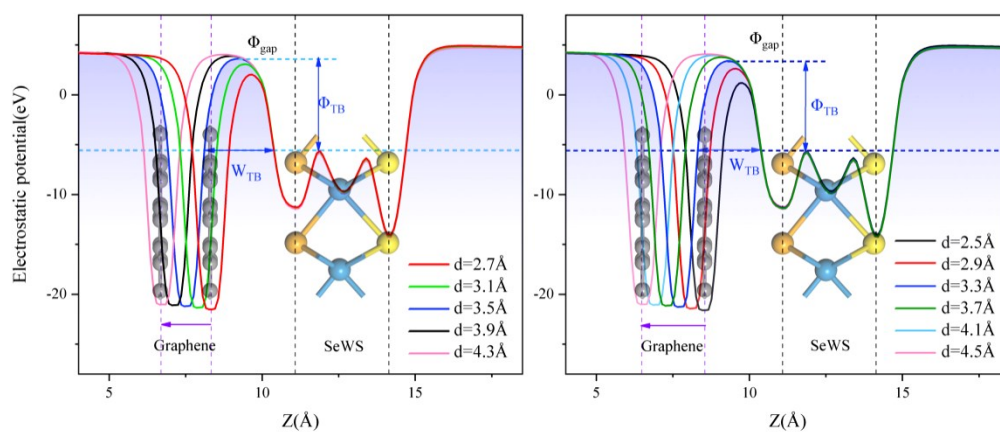 Electrostatic potential(eV)
0
-10
-20
5
10
15
Z(Å)
Φgap
ΦTB
WTB
Graphene
SeWS
d=2.7Å
d=3.1Å
d=3.5Å
d=3.9Å
d=4.3Å
0
-10
-20
5
10
15
Z(Å)
Φgap
ΦTB
WTB
Graphene
SeWS
d=2.5Å
d=2.9Å
d=3.3Å
d=3.7Å
d=4.1Å
d=4.5Å